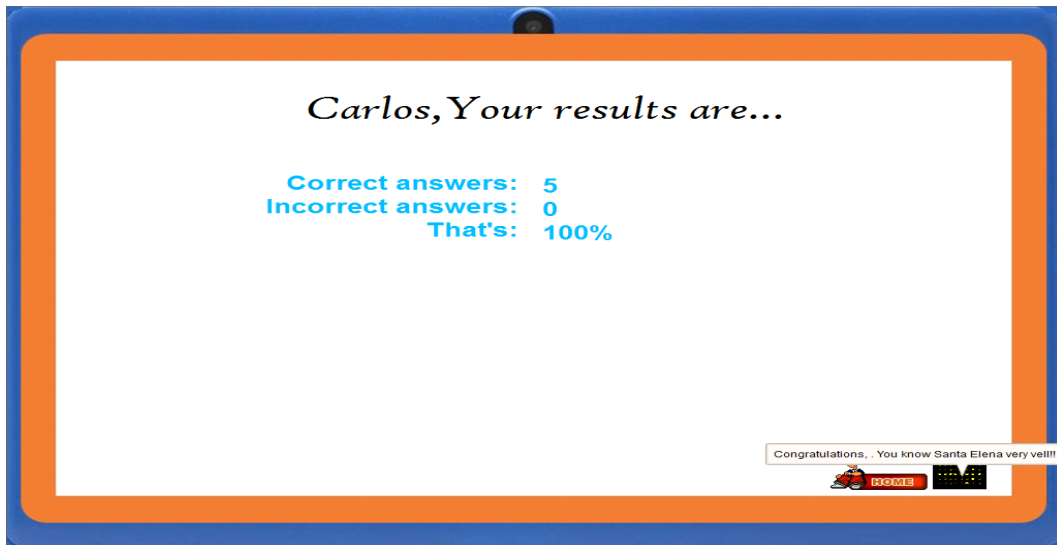 Carlos,Your results are...
Correct answers: 5
Incorrect answers: 0
That's: 100%
Congratulations, . You know Santa Elena very vell!!
HOME